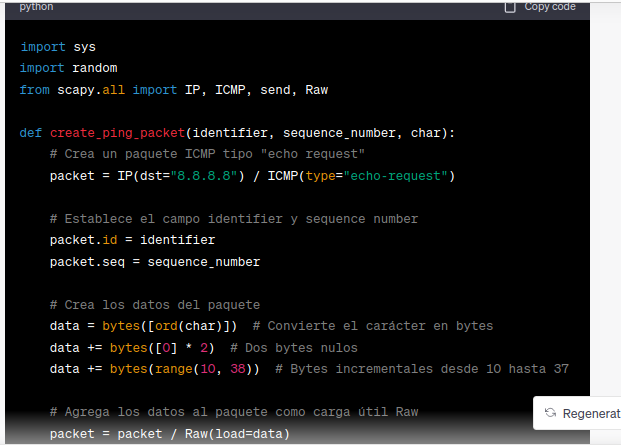 python
Copy code
import sys
import random
from scapy.all import IP, ICMP, send, Raw
def create_ping_packet(identifier, sequence_number, char):
# Crea un paquete ICMP tipo "echo request"
packet = IP(dst="8.8.8.8") / ICMP(type="echo-request")
# Establece el campo identifier y sequence number
packet.id = identifier
packet.seq = sequence_number
# Crea los datos del paquete
data = bytes([ord(char)])  # Convierte el carácter en bytes
data += bytes([0] * 2)  # Dos bytes nulos
data += bytes(range(10, 38))  # Bytes incrementales desde 10 hasta 37
# Agrega los datos al paquete como carga útil Raw
packet = packet / Raw(load=data)
Regenerat